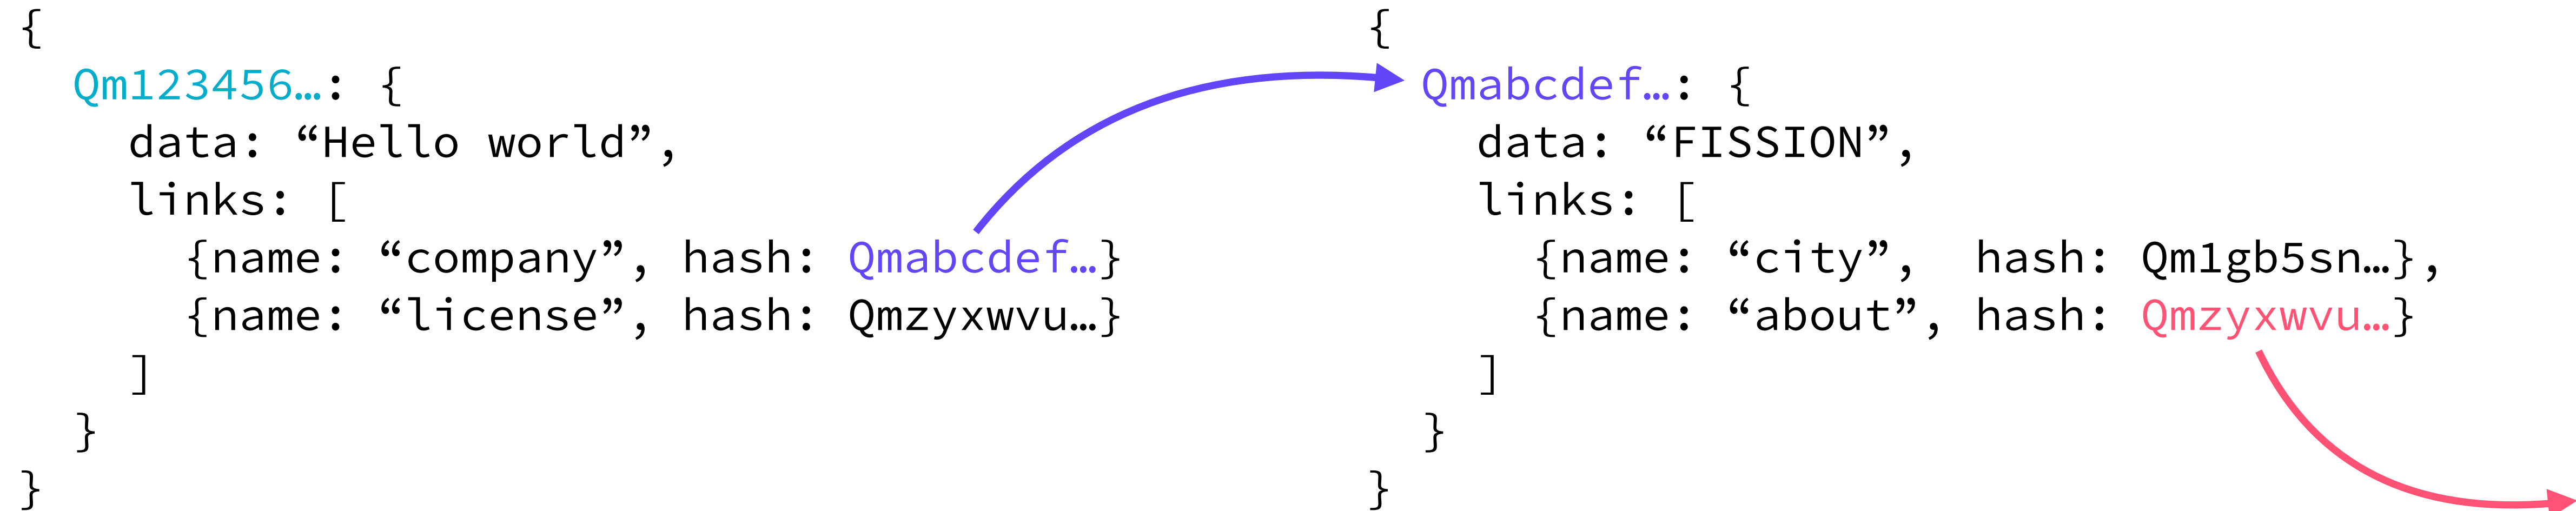 {
  Qm123456…: {
    data: “Hello world”,
    links: [
      {name: “company”, hash: Qmabcdef…}
      {name: “license”, hash: Qmzyxwvu…}
    ]
  }
}
{
  Qmabcdef…: {
    data: “FISSION”,
    links: [
      {name: “city”,  hash: Qm1gb5sn…},
      {name: “about”, hash: Qmzyxwvu…}
    ]
  }
}